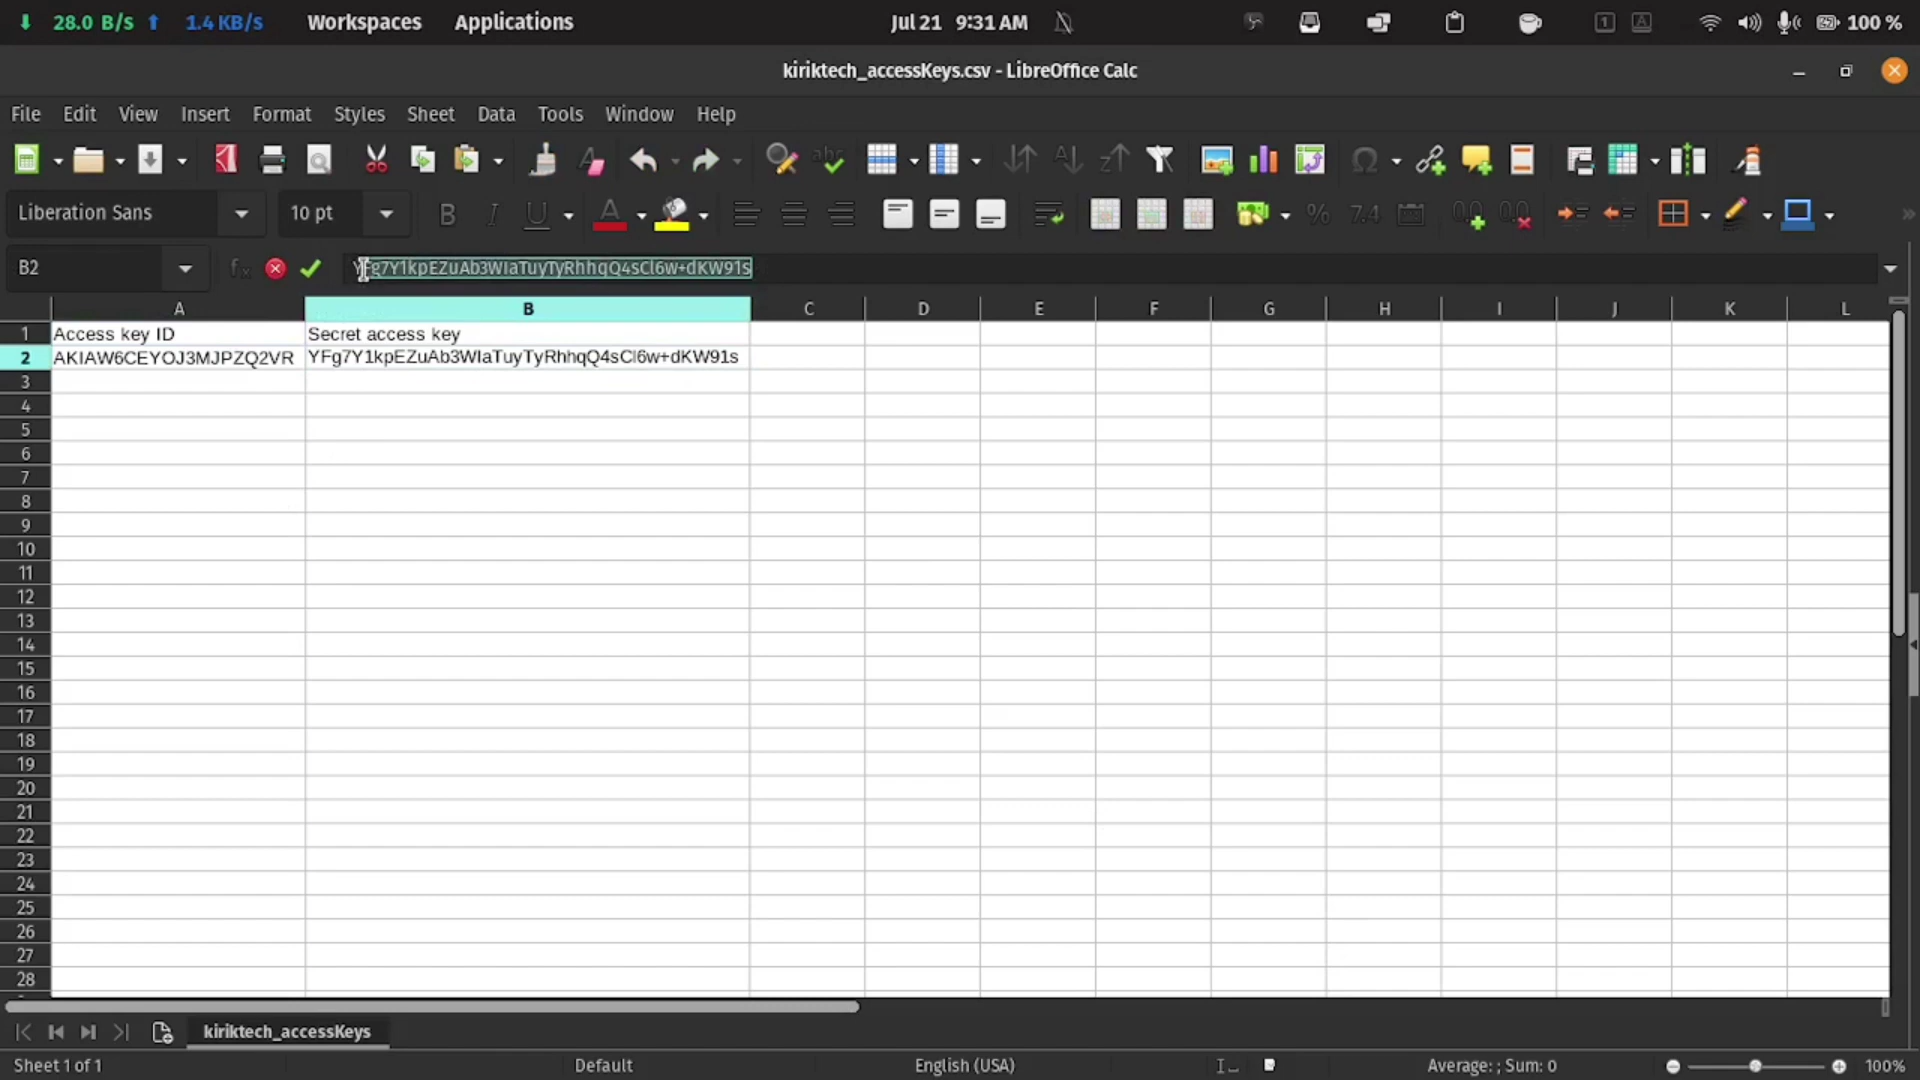 28.0 B/s 1.4 KB/s Workspaces Applications Jul 21 9:31 AM 1 A 100 %
kiriktech_accessKeys.csv - LibreOffice Calc
File Edit View Insert Format Styles Sheet Data Tools Window Help
Liberation Sans 10 pt B I U A % 7.4
B2 fx YFg7Y1kpEZuAb3WIaTuyTyRhhqQ4sCl6w+dKW91s
A B C D E F G H I J K L
1 Access key ID Secret access key
2 AKIAW6CEYOJ3MJPZQ2VR YFg7Y1kpEZuAb3WIaTuyTyRhhqQ4sCl6w+dKW91s
3
4
5
6
7
8
9
10
11
12
13
14
15
16
17
18
19
20
21
22
23
24
25
26
27
28
kiriktech_accessKeys
Sheet 1 of 1 Default English (USA) Average: ; Sum: 0 100%